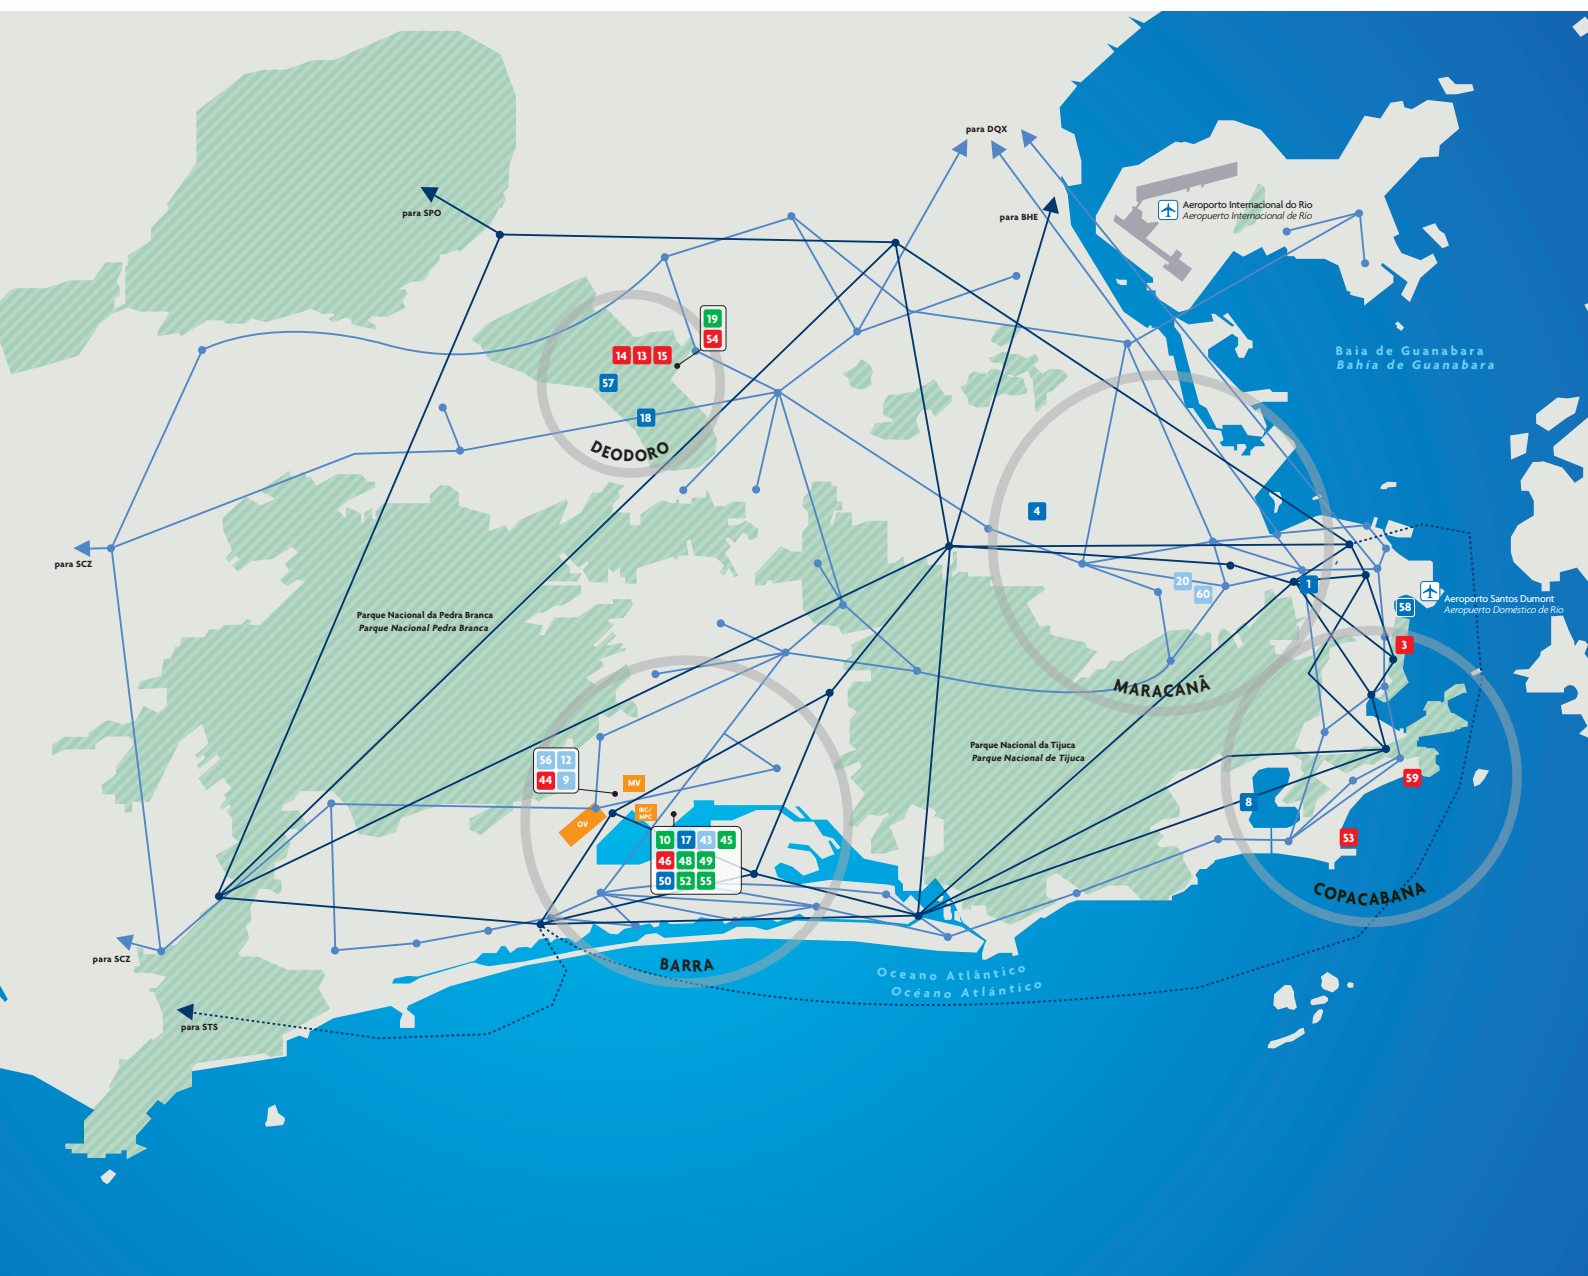 para DQX
para SPO
para BHE
Aeroporto Internacional do Rio
Aeropuerto Internacional de Rio
19
54
14 13 15
57
18
DEODORO
Baia de Guanabara
Bahía de Guanabara
4
para SCZ
20
60
1
58
Aeroporto Santos Dumont
Aeropuerto Doméstico de Rio
Parque Nacional da Pedra Branca
Parque Nacional Pedra Branca
3
MARACANÃ
Parque Nacional da Tijuca
Parque Nacional de Tijuca
56 12
44 9
MV
IBC/
MPC
OV
59
8
10 17 43 45
46 48 49
50 52 55
53
COPACABANA
para SCZ
BARRA
Oceano Atlântico
Océano Atlántico
para STS